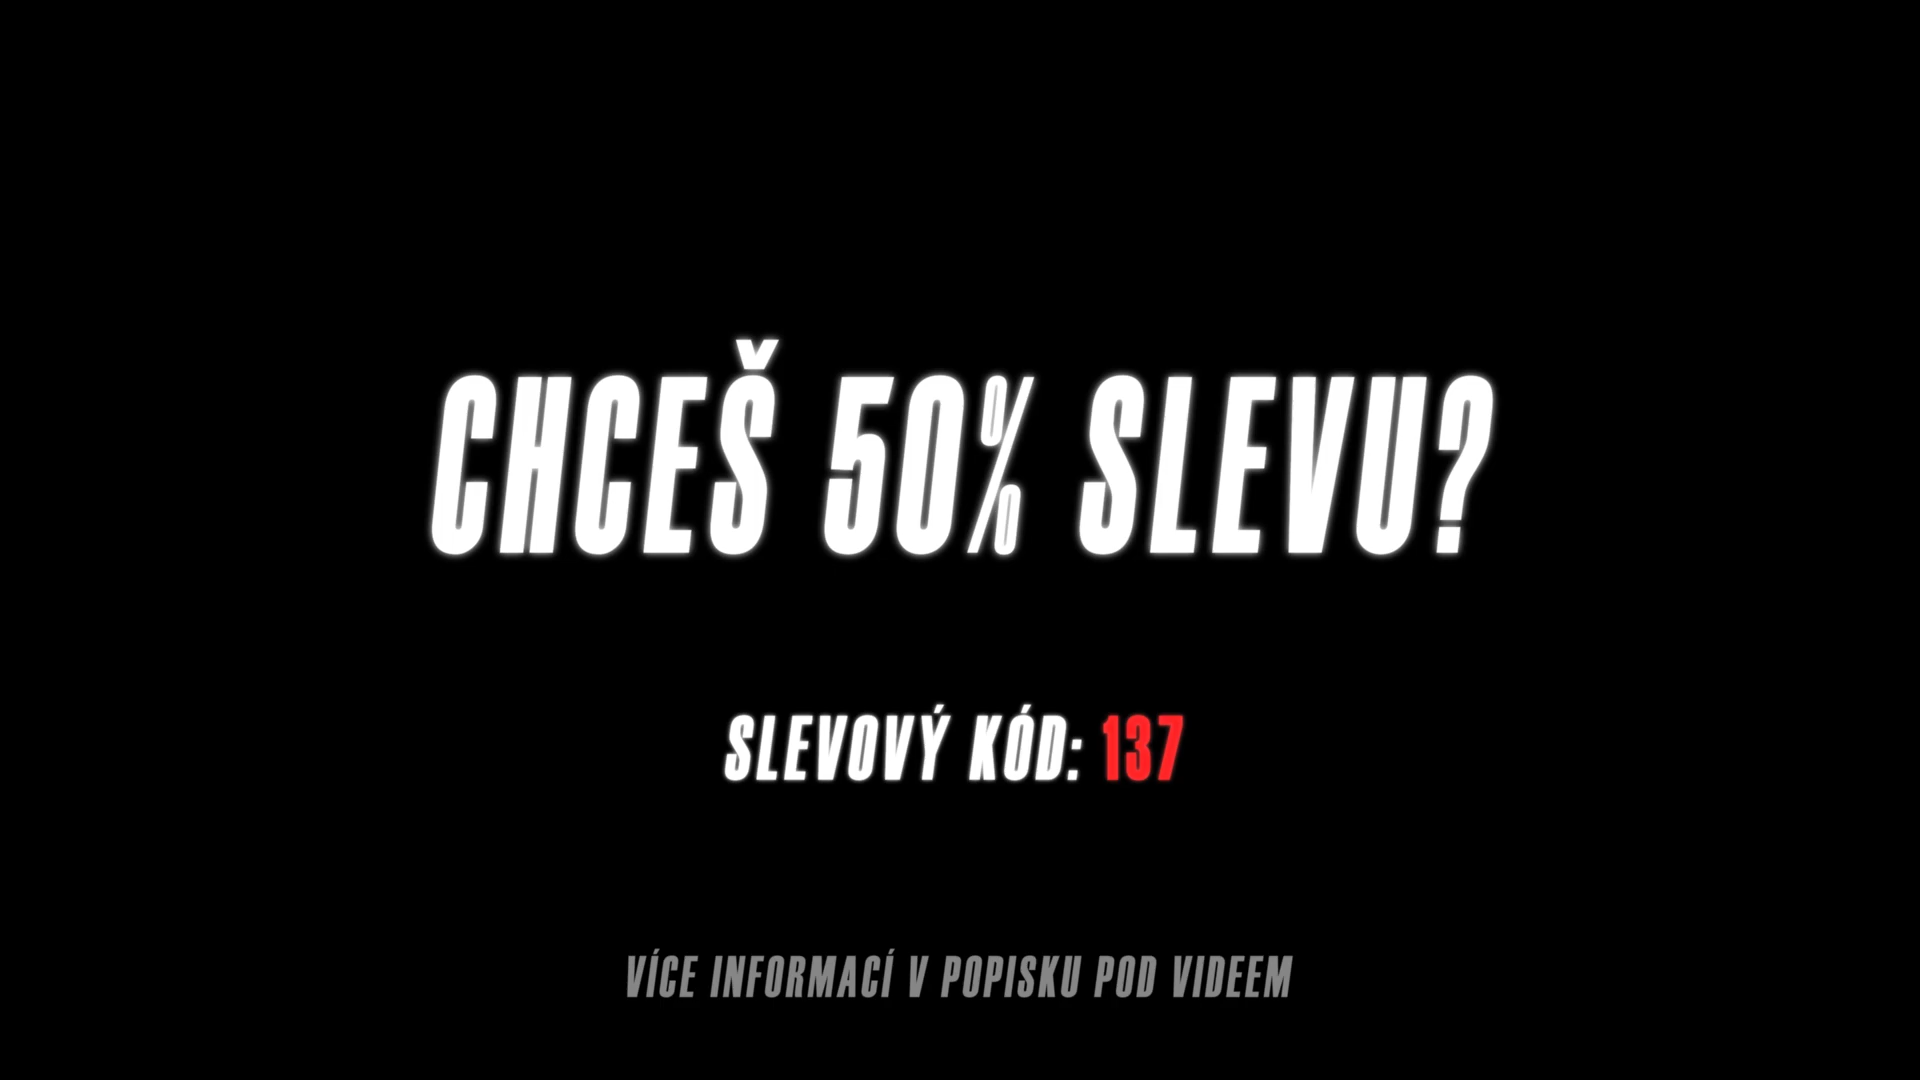 CHCEŠ 50% SLEVU?
SLEVOVÝ KÓD: 137
VÍCE INFORMACÍ V POPISKU POD VIDEEM